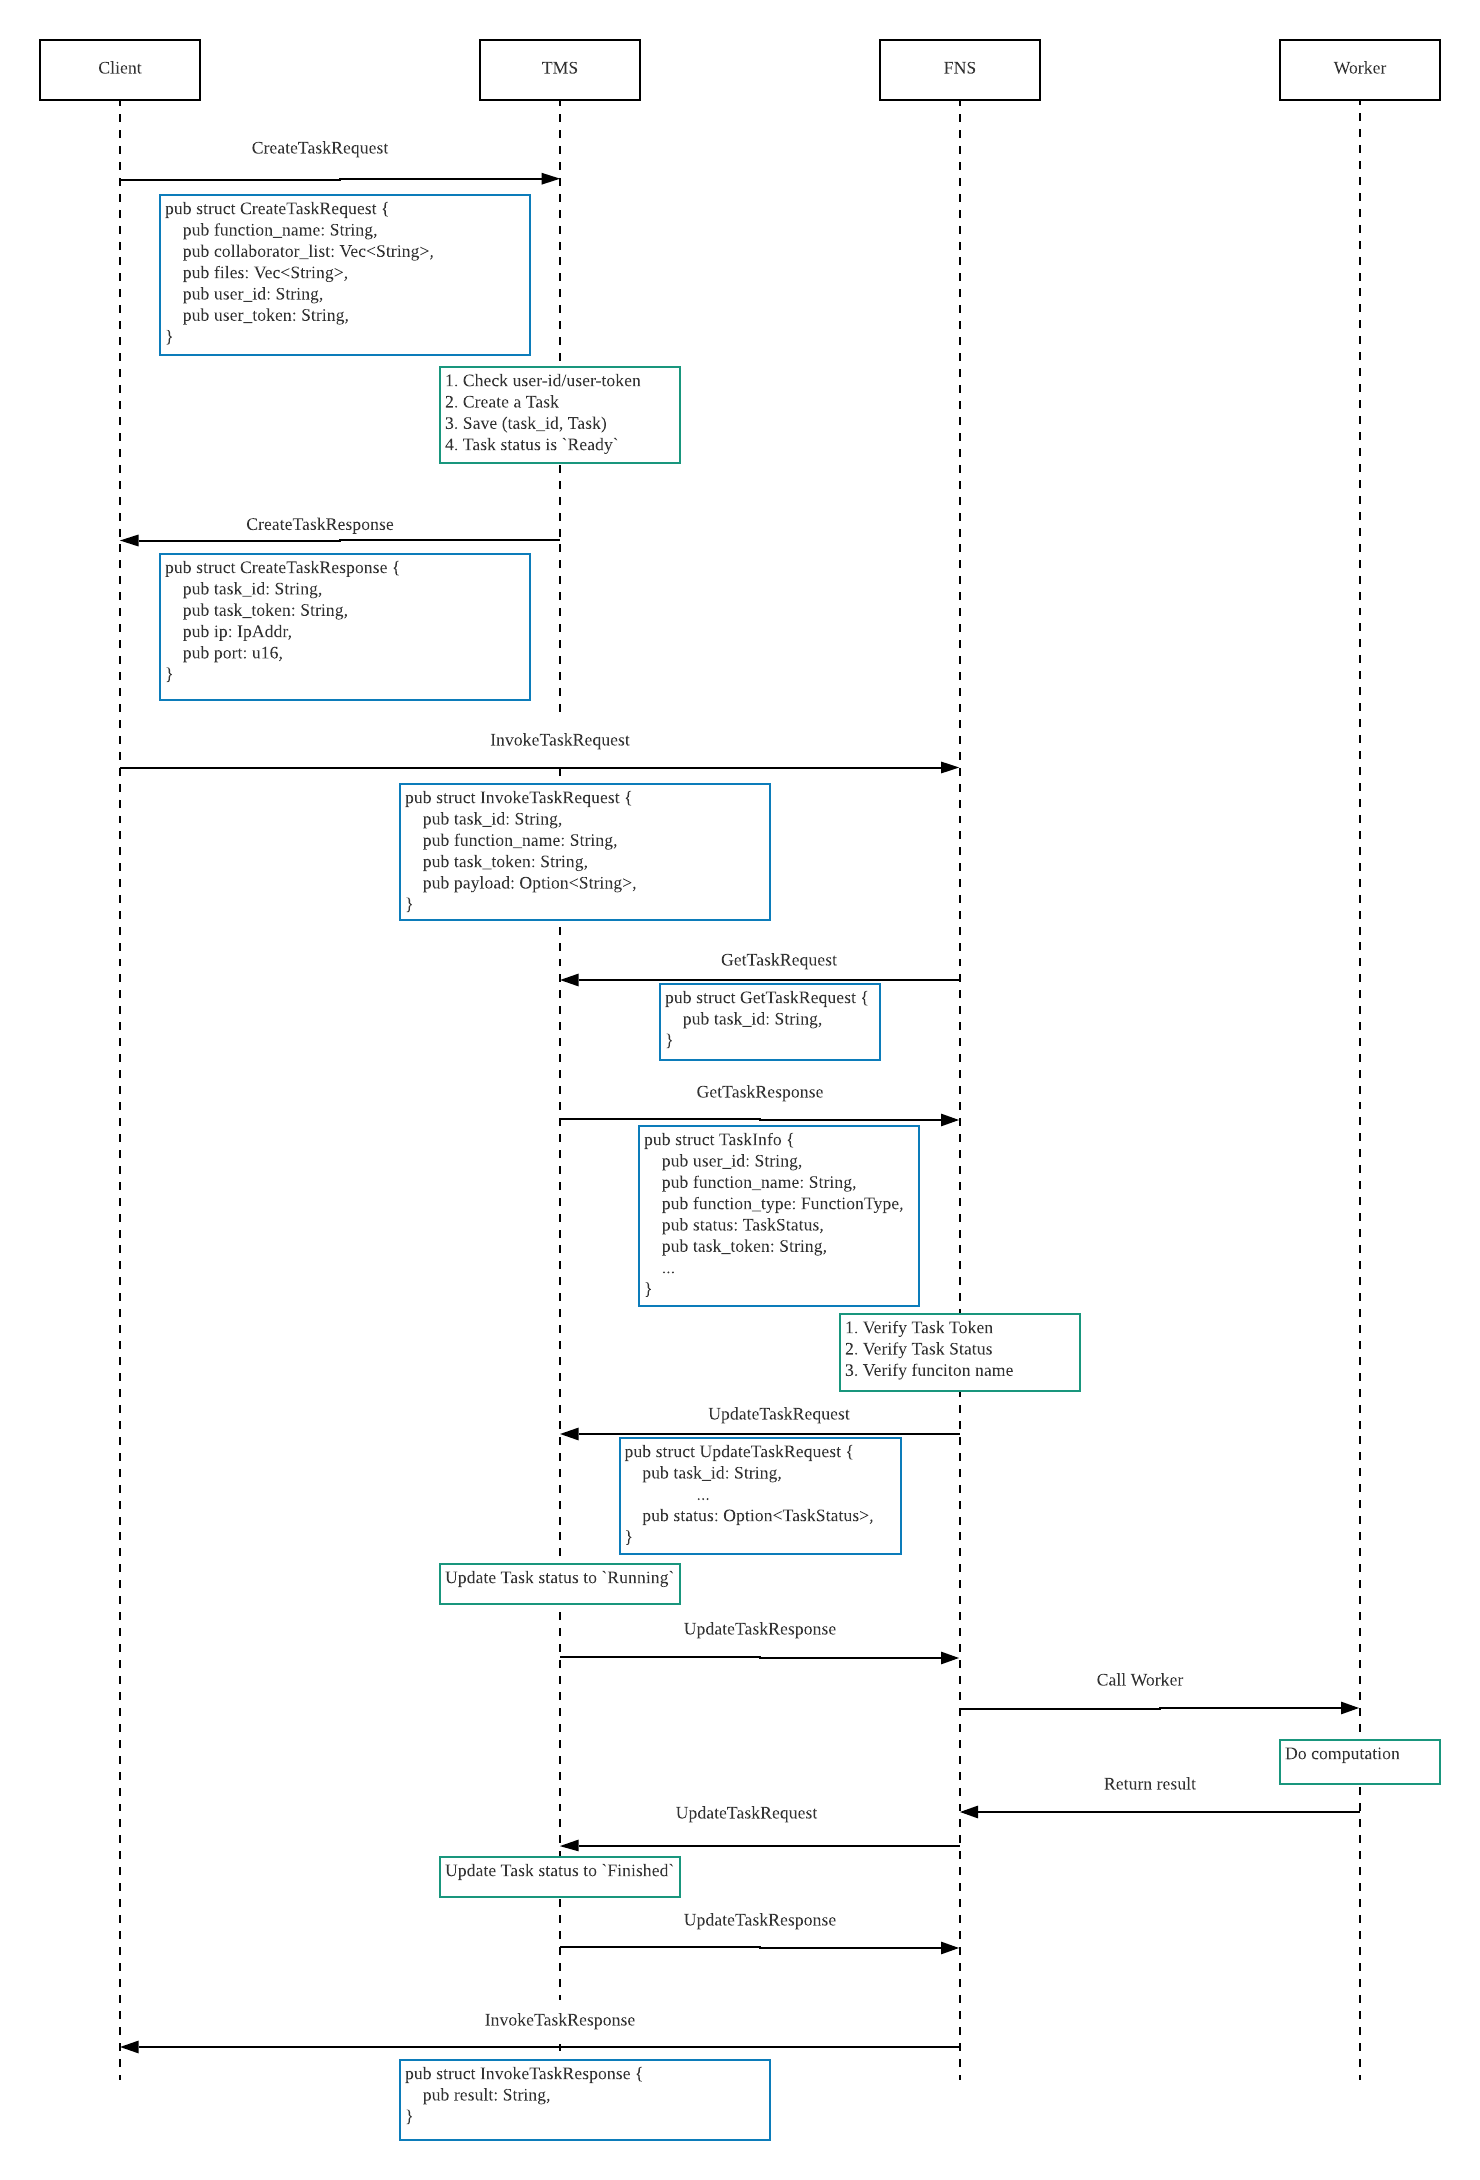 Client
TMS
FNS
Worker
CreateTaskRequest
pub struct CreateTaskRequest {
pub function_name: String,
pub collaborator_list: Vec<String>,
pub files: Vec<String>,
pub user_id: String,
pub user_token: String,
}
1. Check user-id/user-token
2. Create a Task
3. Save (task_id, Task)
4. Task status is `Ready`
CreateTaskResponse
pub struct CreateTaskResponse {
pub task_id: String,
pub task_token: String,
pub ip: IpAddr,
pub port: u16,
}
InvokeTaskRequest
pub struct InvokeTaskRequest {
pub task_id: String,
pub function_name: String,
pub task_token: String,
pub payload: Option<String>,
}
GetTaskRequest
pub struct GetTaskRequest {
pub task_id: String,
}
GetTaskResponse
pub struct TaskInfo {
pub user_id: String,
pub function_name: String,
pub function_type: FunctionType,
pub status: TaskStatus,
pub task_token: String,
...
}
1. Verify Task Token
2. Verify Task Status
3. Verify funciton name
UpdateTaskRequest
pub struct UpdateTaskRequest {
pub task_id: String,
...
pub status: Option<TaskStatus>,
}
Update Task status to `Running`
UpdateTaskResponse
Call Worker
Do computation
Return result
UpdateTaskRequest
Update Task status to `Finished`
UpdateTaskResponse
InvokeTaskResponse
pub struct InvokeTaskResponse {
pub result: String,
}